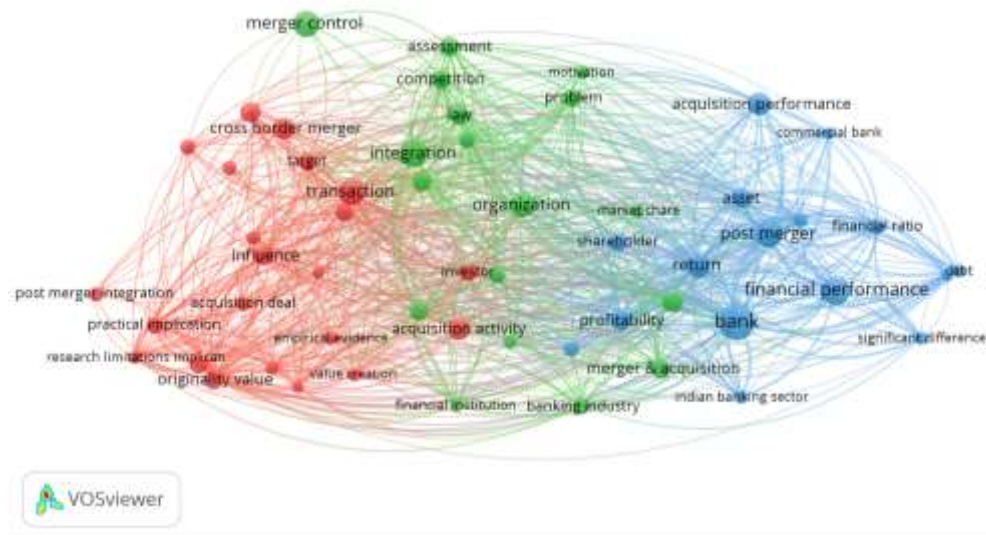 merger control
assessment
competition
motivation
problem
acquisition performance
law
commercial bank
cross border merger
integration
target
transaction
asset
organization
market share
financial ratio
post merger
shareholder
influence
return
investor
debt
financial performance
post merger integration
acquisition deal
practical implication
acquisition activity
profitability
bank
empirical evidence
significant difference
research limitations implican
originality value
value creation
merger & acquisition
indian banking sector
financial institution
banking industry
VOSviewer